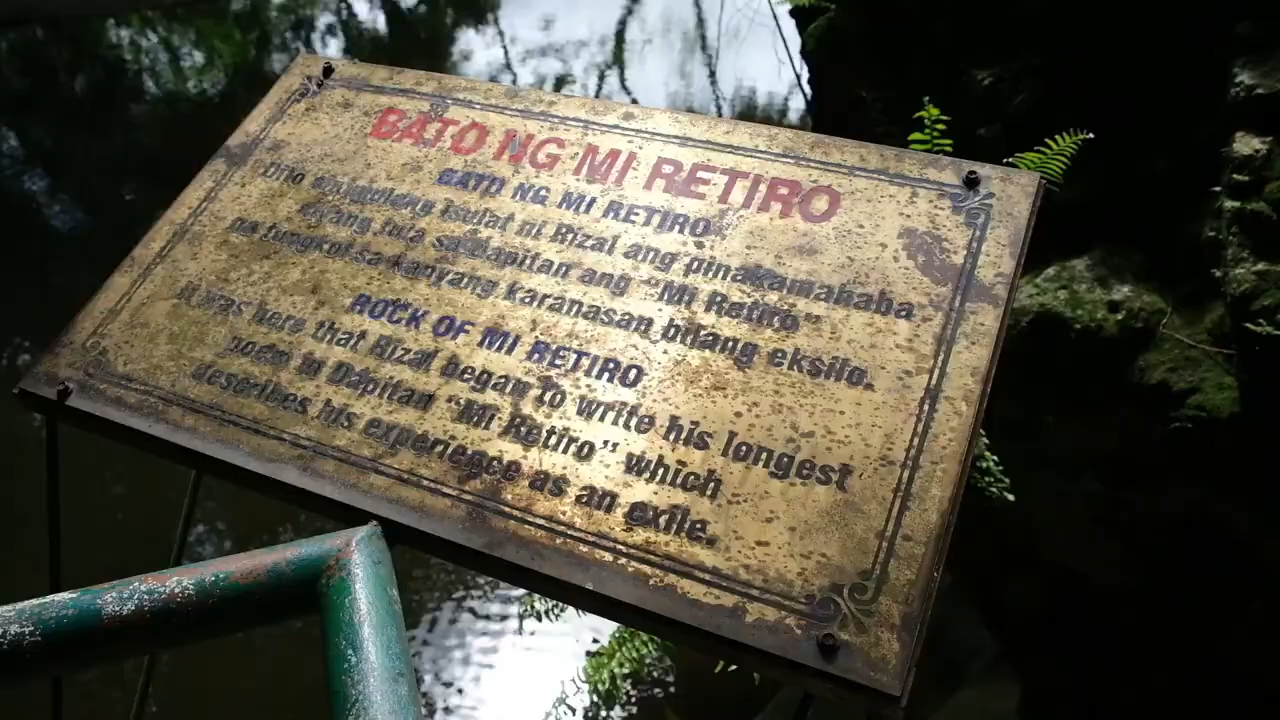 BATO NG MI RETIRO
BATO NG MI RETIRO
Dito sinigulang isulat ni Rizal ang pinakamahaba
niyang tula sa Dapitan ang "Mi Retiro"
na tungkol sa kanyang karanasan bilang eksilo.
ROCK OF MI RETIRO
It was here that Rizal began to write his longest
poem in Dapitan "Mi Retiro" which
describes his experience as an exile.